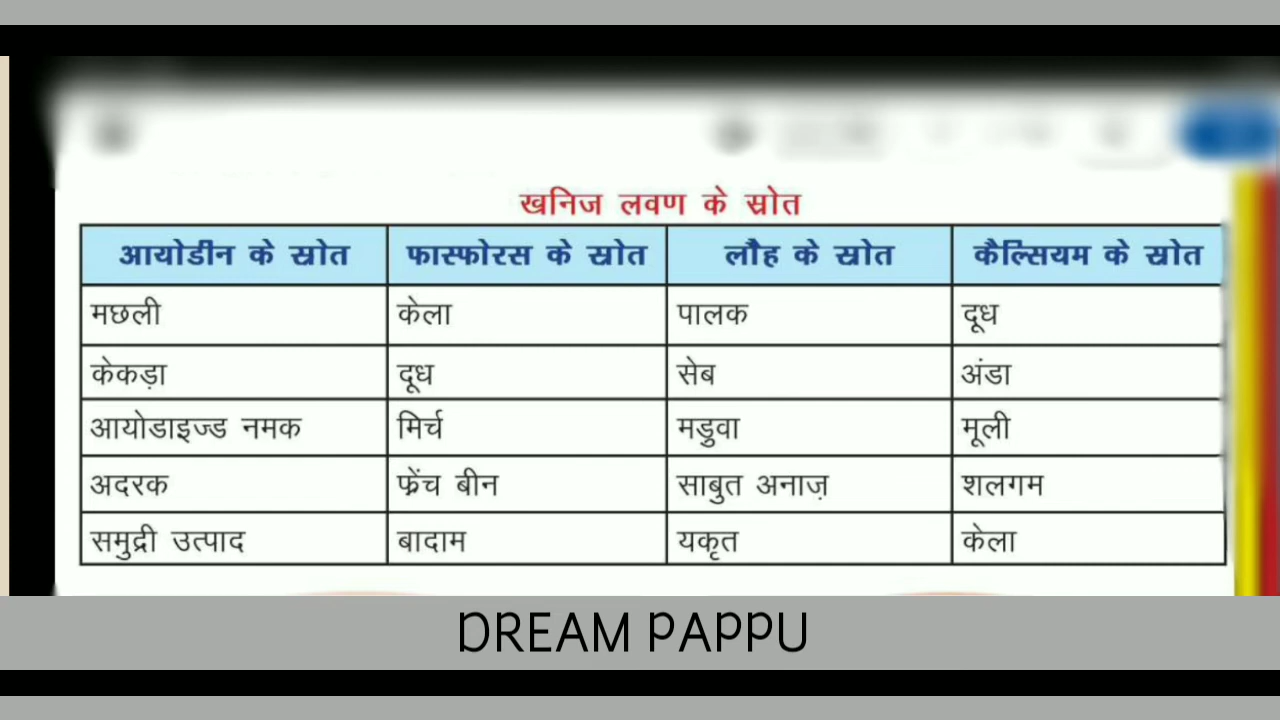 खनिज लवण के स्रोत
आयोडीन के स्रोत फास्फोरस के स्रोत लौह के स्रोत कैल्सियम के स्रोत
मछली केला पालक दूध
केकड़ा दूध सेब अंडा
आयोडाइज्ड नमक मिर्च मडुवा मूली
अदरक फ्रेंच बीन साबुत अनाज़ शलगम
समुद्री उत्पाद बादाम यकृत केला
DREAM PAPPU